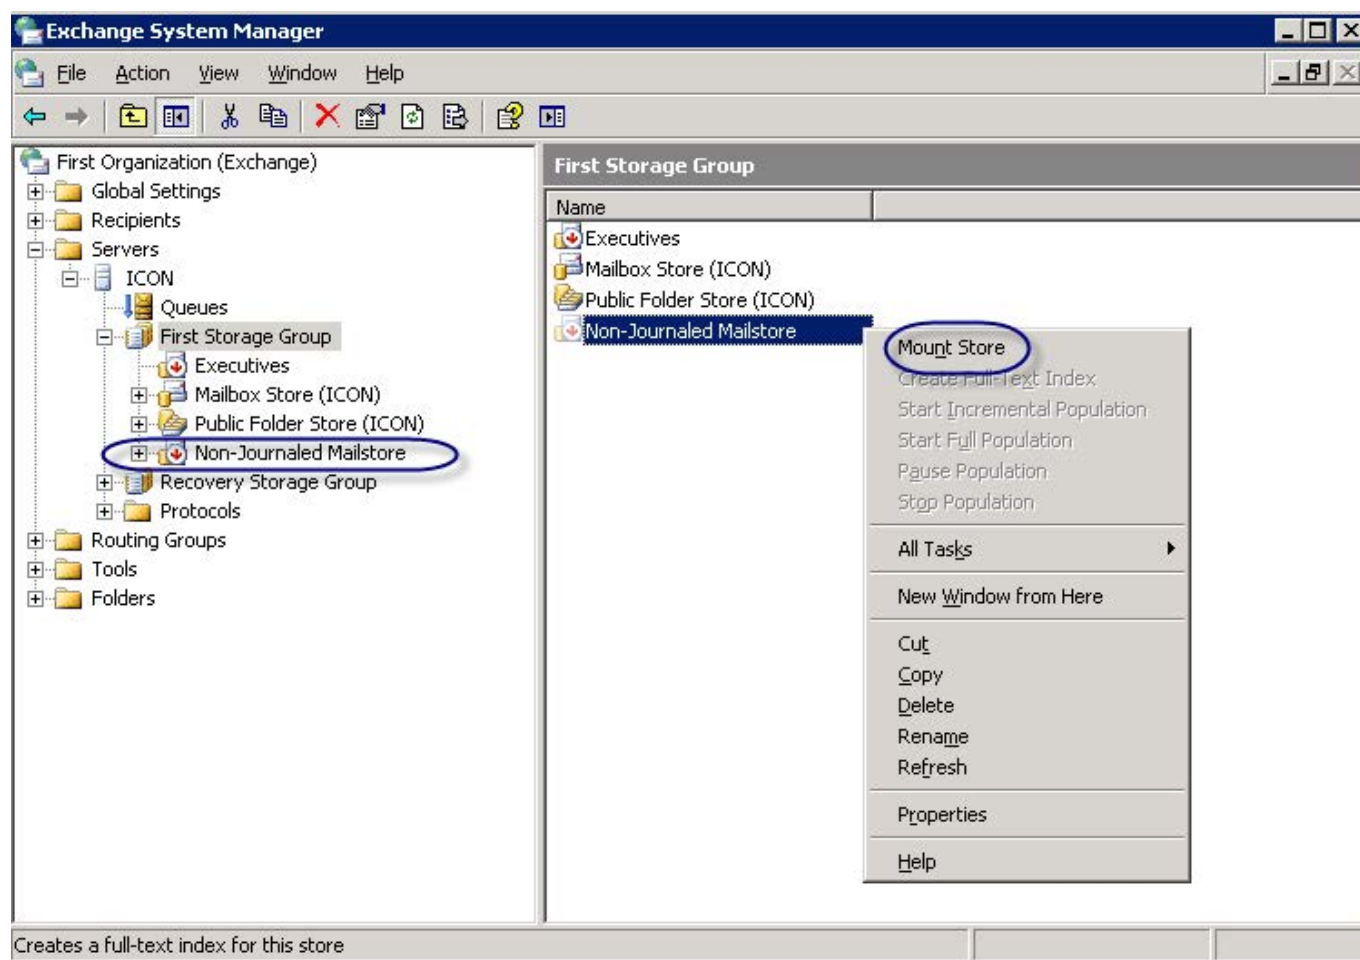 Exchange System Manager
File Action View Window Help
First Organization (Exchange)
Global Settings
Recipients
Servers
ICON
Queues
First Storage Group
Executives
Mailbox Store (ICON)
Public Folder Store (ICON)
Non-Journaled Mailstore
Recovery Storage Group
Protocols
Routing Groups
Tools
Folders
First Storage Group
Name
Executives
Mailbox Store (ICON)
Public Folder Store (ICON)
Non-Journaled Mailstore
Mount Store
Create Full-Text Index
Start Incremental Population
Start Full Population
Pause Population
Stop Population
All Tasks
New Window from Here
Cut
Copy
Delete
Rename
Refresh
Properties
Help
Creates a full-text index for this store